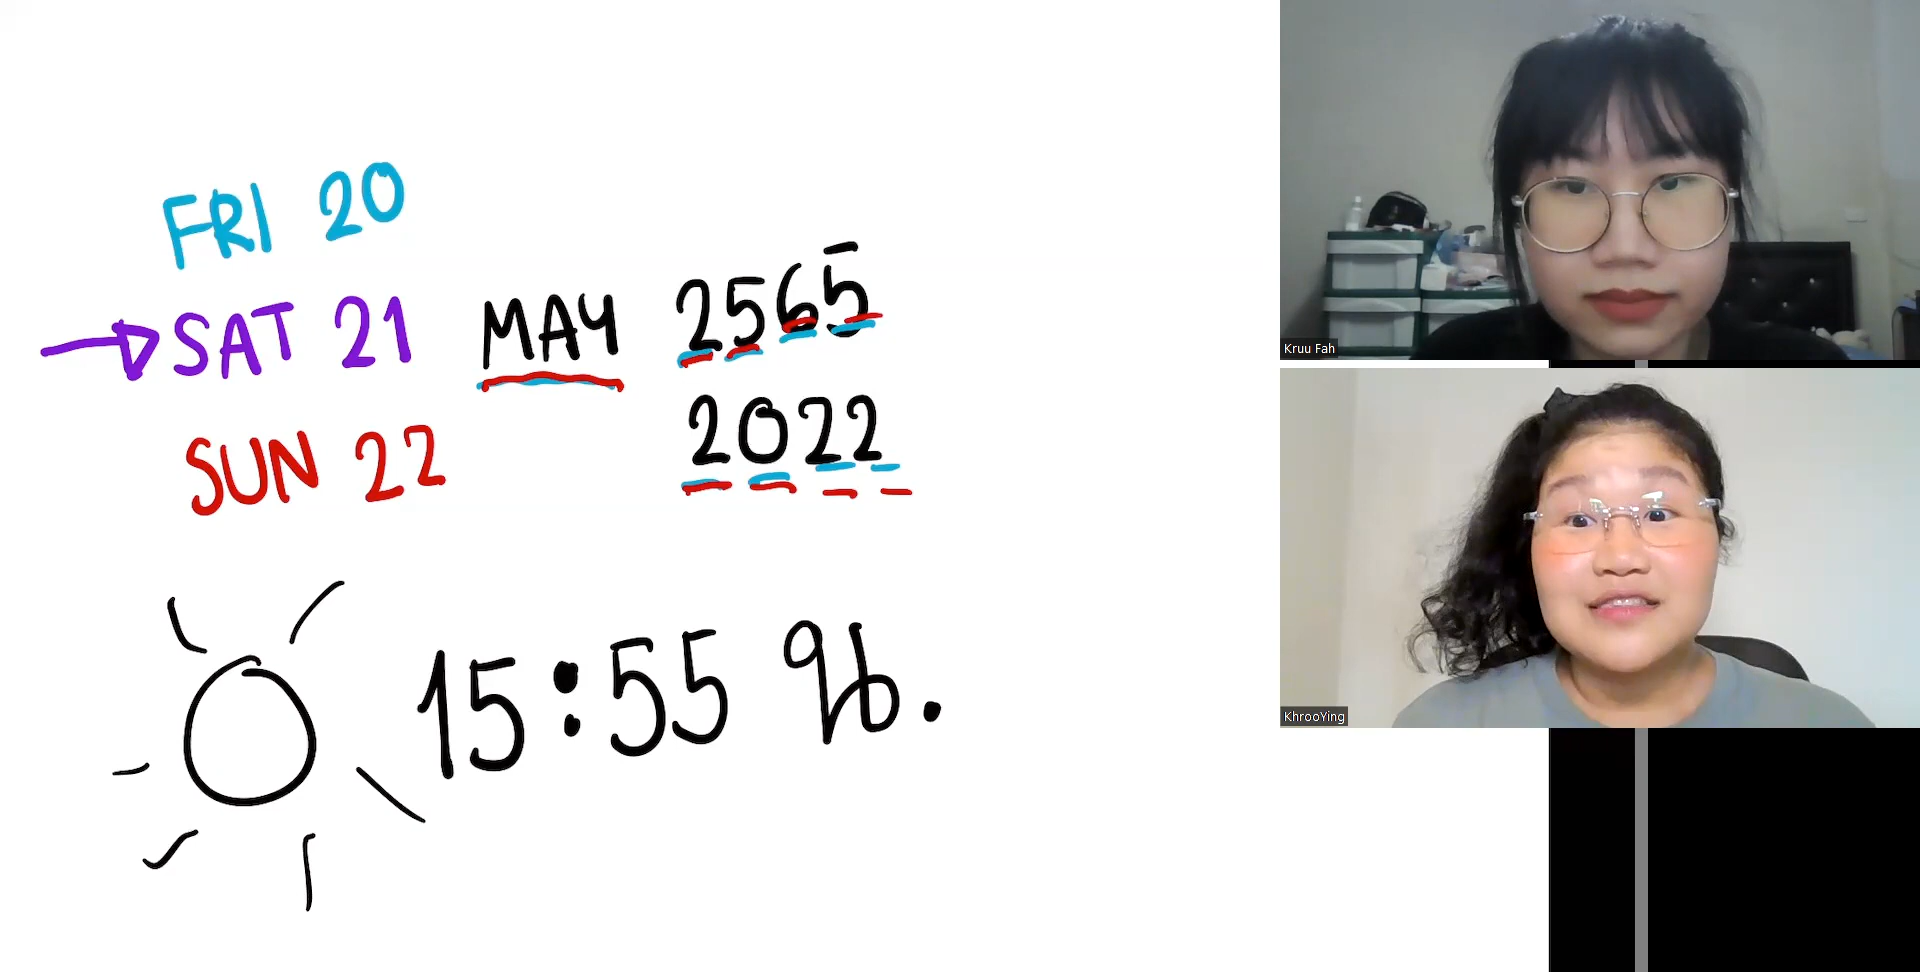 FRI 20
SAT 21 MAY 2565
SUN 22
2022
15:55 น.
Kruu Fah
KhrooYing